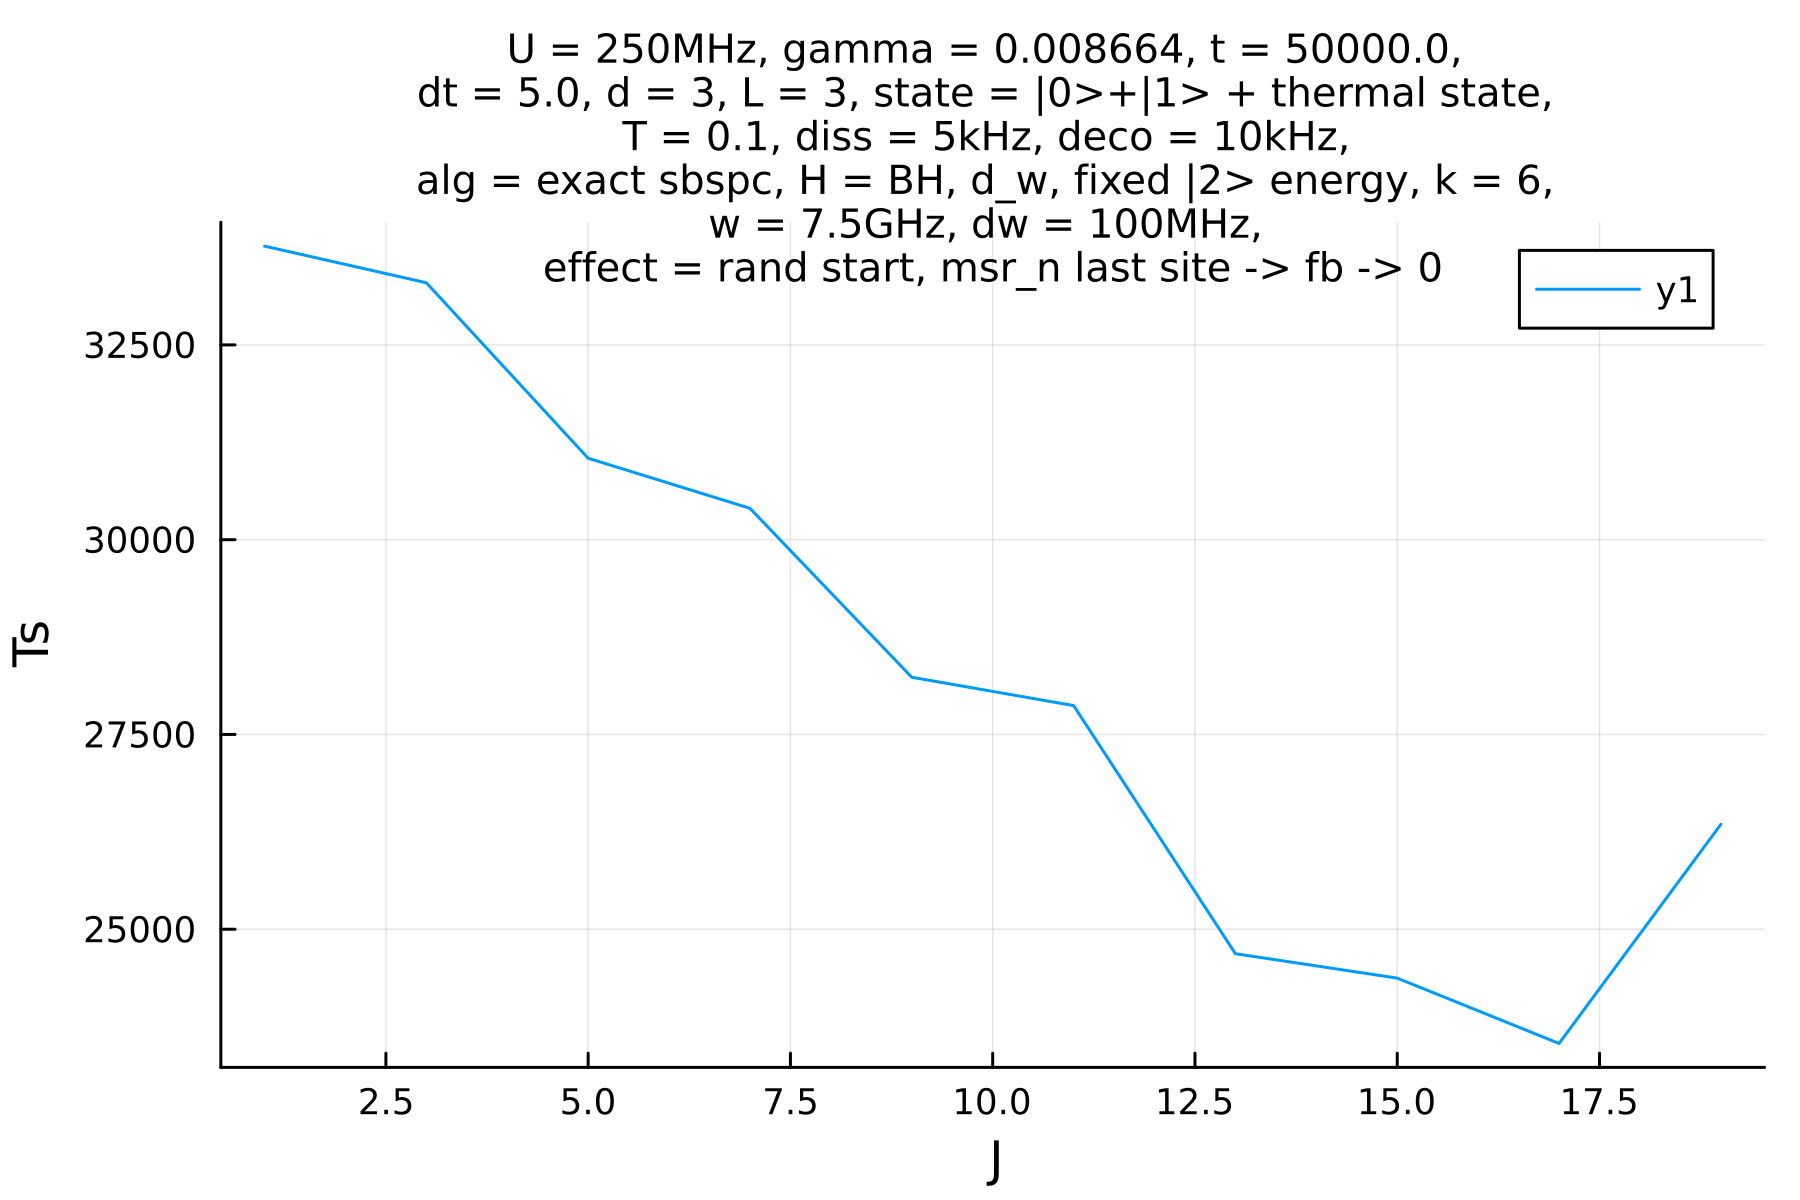 U = 250MHz, gamma = 0.008664, t = 50000.0,
dt = 5.0, d = 3, L = 3, state = |0>+|1> + thermal state,
T = 0.1, diss = 5kHz, deco = 10kHz,
alg = exact sbspc, H = BH, d_w, fixed |2> energy, k = 6,
w = 7.5GHz, dw = 100MHz,
effect = rand start, msr_n last site -> fb -> 0
y1
32500
30000
27500
25000
Ts
2.5 5.0 7.5 10.0 12.5 15.0 17.5
J